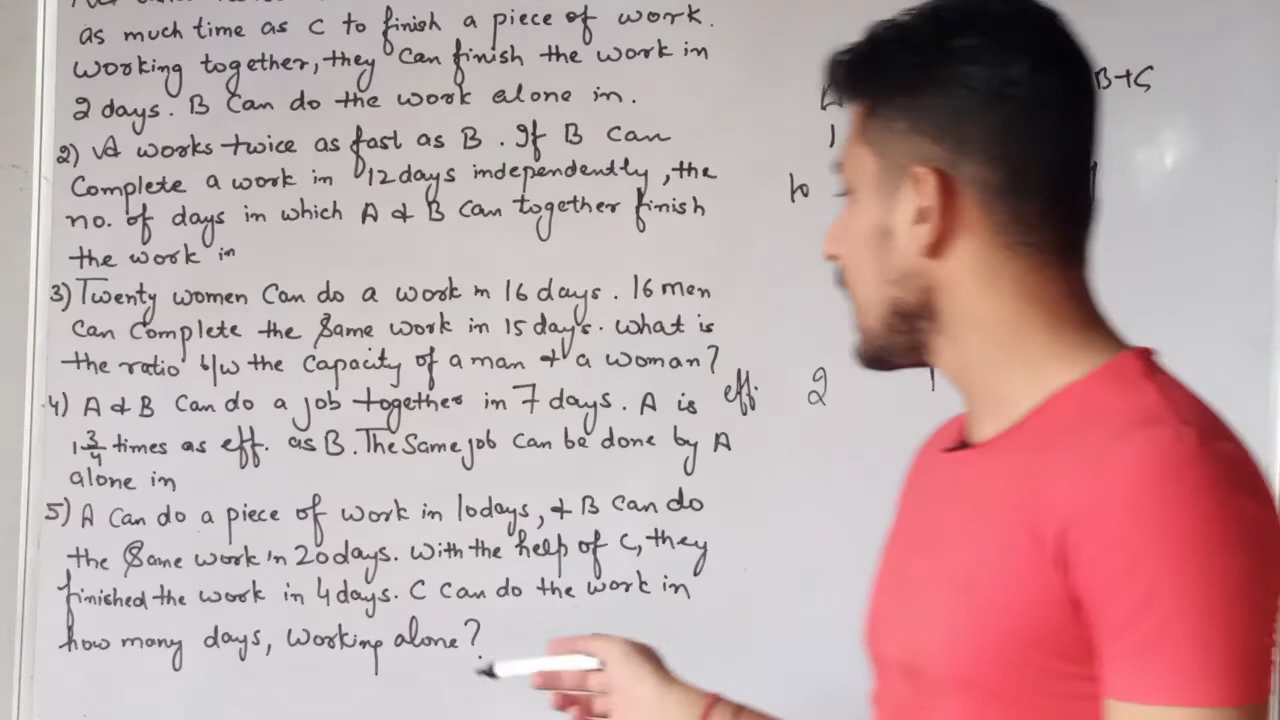 as much time as C to finish a piece of work.
Working together, they can finish the work in
2 days. B can do the work alone in.
2) A works twice as fast as B. If B can
Complete a work in 12 days independently, the
no. of days in which A & B can together finish
the work in
3) Twenty women can do a work in 16 days. 16 men
can complete the same work in 15 days. What is
the ratio b/w the capacity of a man & a woman?
4) A & B can do a job together in 7 days. A is
1 3/4 times as eff. as B. The same job can be done by A
alone in
5) A can do a piece of work in 10 days, & B can do
the same work in 20 days. With the help of C, they
finished the work in 4 days. C can do the work in
how many days, working alone?
B+C
1
eff. 2 1